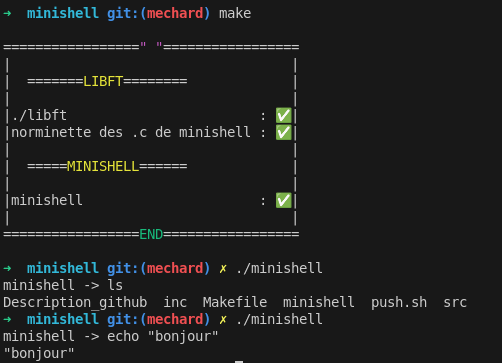 ➜  minishell git:(mechard) make
=================" "=================
|                                   |
|  =======LIBFT========             |
|                                   |
|./libft                        : ✅|
|norminette des .c de minishell : ✅|
|                                   |
|  =====MINISHELL======             |
|                                   |
|minishell                      : ✅|
|                                   |
=================END=================
➜  minishell git:(mechard) ✗ ./minishell
minishell -> ls
Description_github  inc  Makefile  minishell  push.sh  src
➜  minishell git:(mechard) ✗ ./minishell
minishell -> echo "bonjour"
"bonjour"